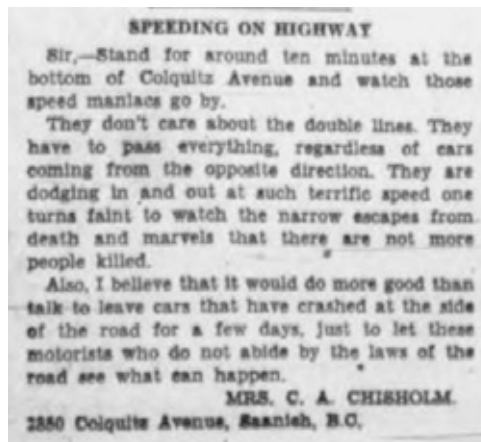 SPEEDING ON HIGHWAY
Sir,—Stand for around ten minutes at the
bottom of Colquitz Avenue and watch those
speed maniacs go by.
They don't care about the double lines. They
have to pass everything, regardless of cars
coming from the opposite direction. They are
dodging in and out at such terrific speed one
turns faint to watch the narrow escapes from
death and marvels that there are not more
people killed.
Also, I believe that it would do more good than
talk to leave cars that have crashed at the side
of the road for a few days, just to let these
motorists who do not abide by the laws of the
road see what can happen.
MRS. C. A. CHISHOLM.
Colquitz Avenue, Saanich, B.C.